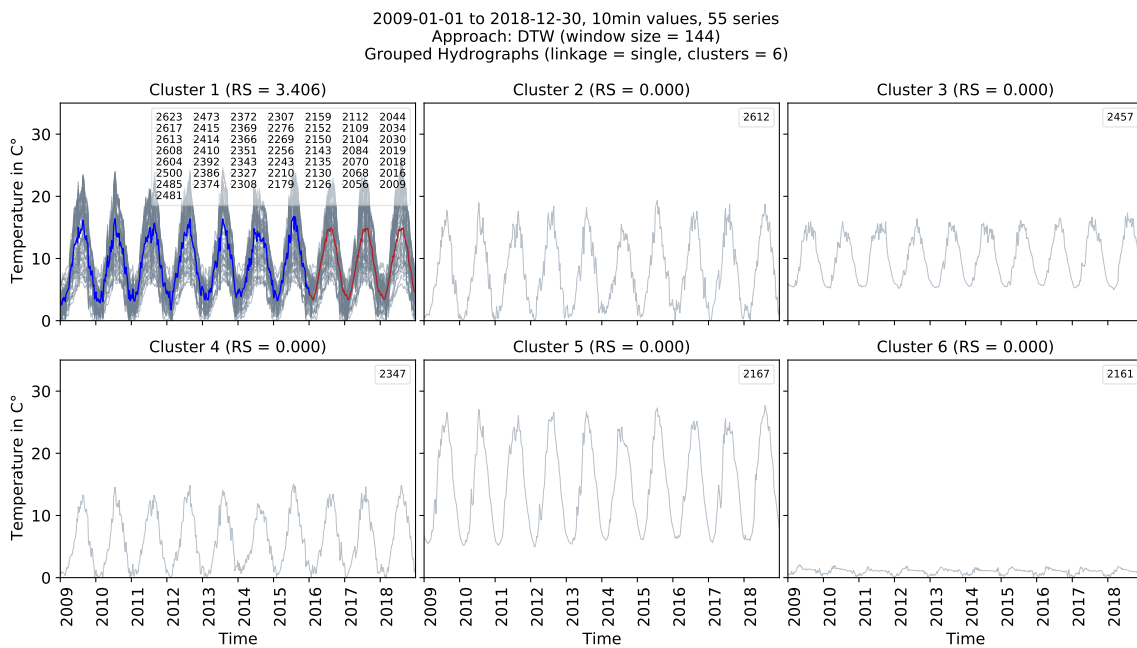 2009-01-01 to 2018-12-30, 10min values, 55 series
Approach: DTW (window size = 144)
Grouped Hydrographs (linkage = single, clusters = 6)
Cluster 1 (RS = 3.406)
Cluster 2 (RS = 0.000)
Cluster 3 (RS = 0.000)
2623 2473 2372 2307 2159 2112 2044
2617 2415 2369 2276 2152 2109 2034
2613 2414 2366 2269 2150 2104 2030
2608 2410 2351 2256 2143 2084 2019
2604 2392 2343 2243 2135 2070 2018
2500 2386 2327 2210 2130 2068 2016
2485 2374 2308 2179 2126 2056 2009
2481
2612
2457
Temperature in C°
30
20
10
0
Cluster 4 (RS = 0.000)
Cluster 5 (RS = 0.000)
Cluster 6 (RS = 0.000)
2347
2167
2161
Temperature in C°
30
20
10
0
2009 2010 2011 2012 2013 2014 2015 2016 2017 2018
2009 2010 2011 2012 2013 2014 2015 2016 2017 2018
2009 2010 2011 2012 2013 2014 2015 2016 2017 2018
Time
Time
Time